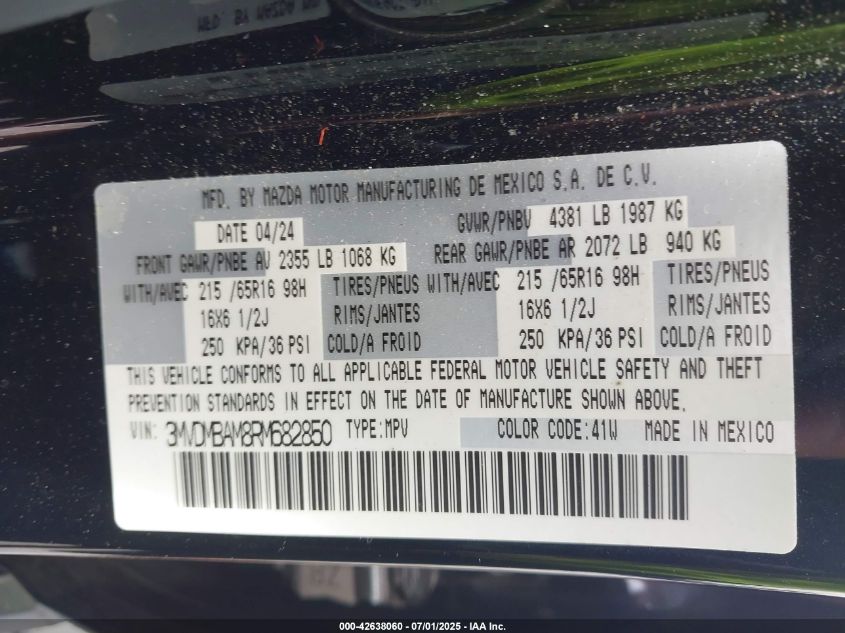 MFD. BY MAZDA MOTOR MANUFACTURING DE MEXICO S.A. DE C.V.
DATE 04/24 GVWR/PNBV 4381 LB 1987 KG
FRONT GAWR/PNBE AV 2355 LB 1068 KG REAR GAWR/PNBE AR 2072 LB 940 KG
WITH/AVEC 215 /65R16 98H TIRES/PNEUS WITH/AVEC 215 /65R16 98H TIRES/PNEUS
16X6 1/2J RIMS/JANTES 16X6 1/2J RIMS/JANTES
250 KPA/36 PSI COLD/A FROID 250 KPA/36 PSI COLD/A FROID
THIS VEHICLE CONFORMS TO ALL APPLICABLE FEDERAL MOTOR VEHICLE SAFETY AND THEFT
PREVENTION STANDARDS IN EFFECT ON THE DATE OF MANUFACTURE SHOWN ABOVE.
VIN: 3MVDMBAM8RM682850 TYPE:MPV COLOR CODE:41W MADE IN MEXICO
000-42638060 - 07/01/2025 - IAA Inc.